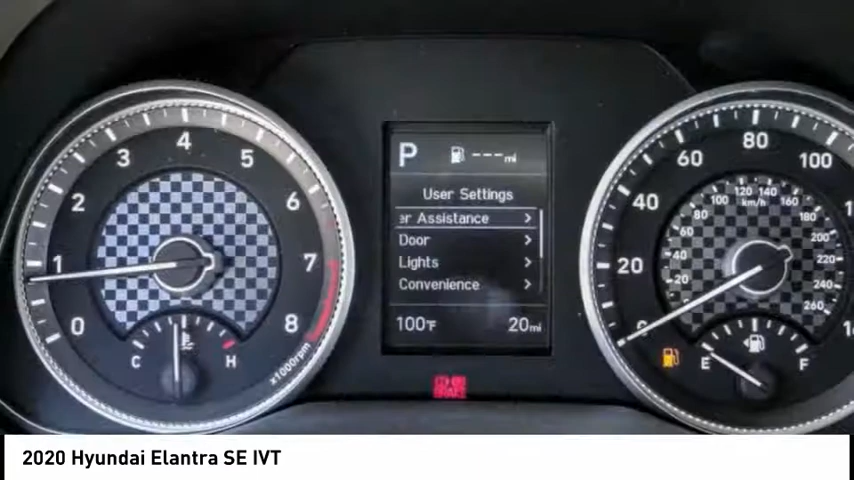 0 1 2 3 4 5 6 7 8
x1000rpm
C H
P --- mi
User Settings
er Assistance >
Door >
Lights >
Convenience >
100°F 20mi
BRAKE
0 20 40 60 80 100
20 40 60 80 100 120 140 160 180 200 220 240 260
km/h
E F
2020 Hyundai Elantra SE IVT